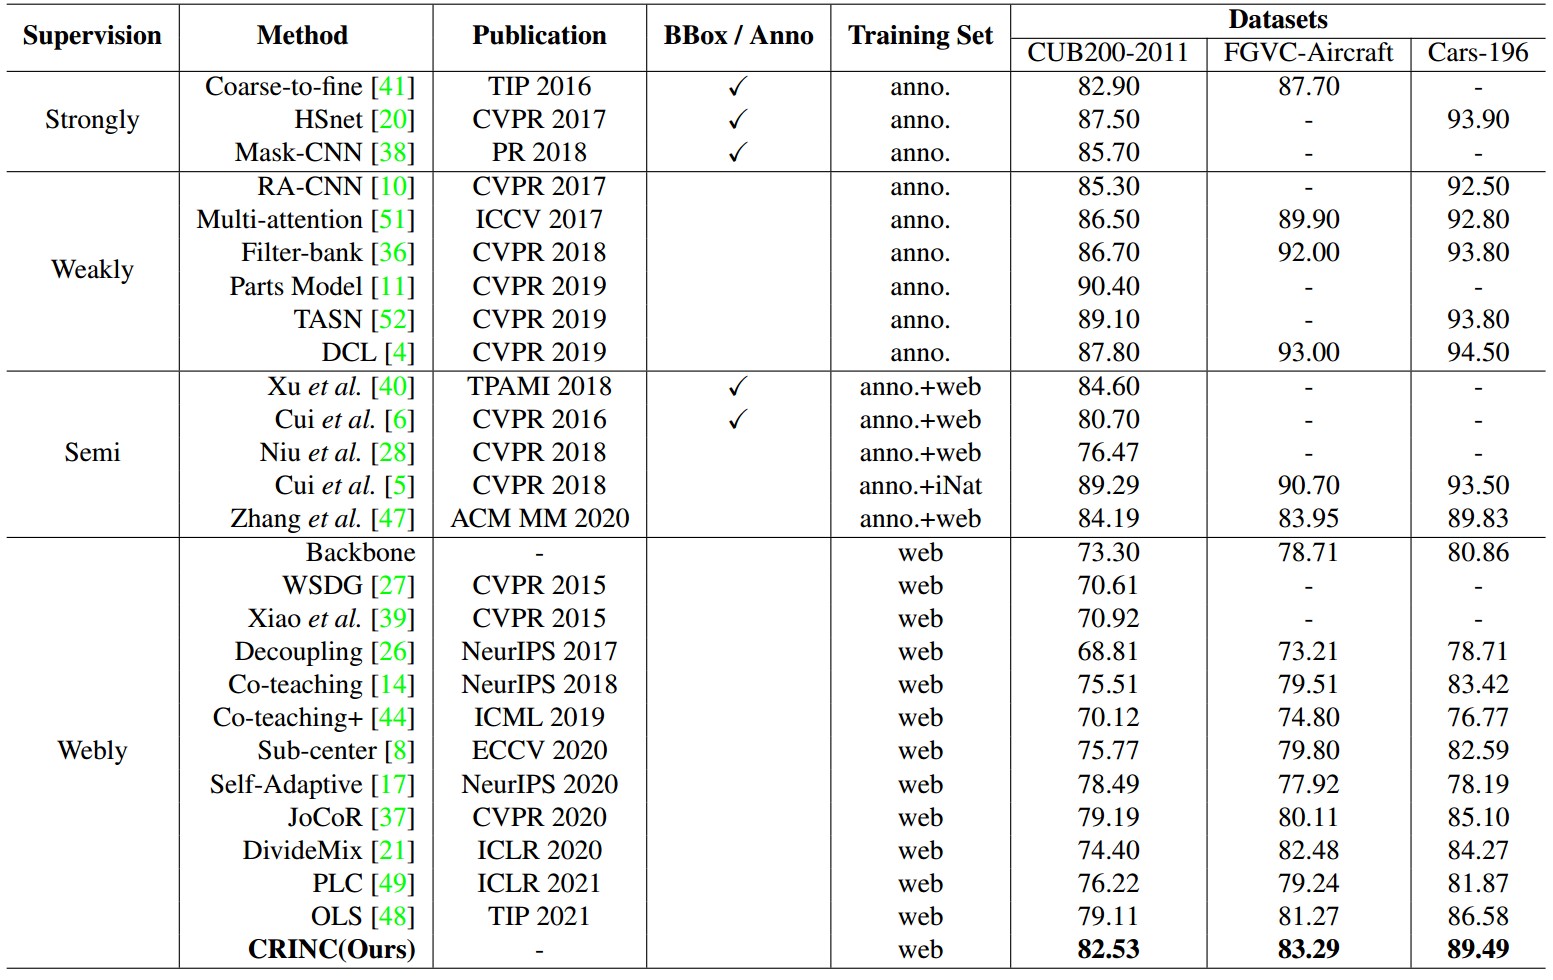 Supervision Method Publication BBox / Anno Training Set Datasets
CUB200-2011 FGVC-Aircraft Cars-196
Strongly
Coarse-to-fine [41] TIP 2016 ✓ anno. 82.90 87.70 -
HSnet [20] CVPR 2017 ✓ anno. 87.50 - 93.90
Mask-CNN [38] PR 2018 ✓ anno. 85.70 - -
Weakly
RA-CNN [10] CVPR 2017 anno. 85.30 - 92.50
Multi-attention [51] ICCV 2017 anno. 86.50 89.90 92.80
Filter-bank [36] CVPR 2018 anno. 86.70 92.00 93.80
Parts Model [11] CVPR 2019 anno. 90.40 - -
TASN [52] CVPR 2019 anno. 89.10 - 93.80
DCL [4] CVPR 2019 anno. 87.80 93.00 94.50
Semi
Xu et al. [40] TPAMI 2018 ✓ anno.+web 84.60 - -
Cui et al. [6] CVPR 2016 ✓ anno.+web 80.70 - -
Niu et al. [28] CVPR 2018 anno.+web 76.47 - -
Cui et al. [5] CVPR 2018 anno.+iNat 89.29 90.70 93.50
Zhang et al. [47] ACM MM 2020 anno.+web 84.19 83.95 89.83
Webly
Backbone - web 73.30 78.71 80.86
WSDG [27] CVPR 2015 web 70.61 - -
Xiao et al. [39] CVPR 2015 web 70.92 - -
Decoupling [26] NeurIPS 2017 web 68.81 73.21 78.71
Co-teaching [14] NeurIPS 2018 web 75.51 79.51 83.42
Co-teaching+ [44] ICML 2019 web 70.12 74.80 76.77
Sub-center [8] ECCV 2020 web 75.77 79.80 82.59
Self-Adaptive [17] NeurIPS 2020 web 78.49 77.92 78.19
JoCoR [37] CVPR 2020 web 79.19 80.11 85.10
DivideMix [21] ICLR 2020 web 74.40 82.48 84.27
PLC [49] ICLR 2021 web 76.22 79.24 81.87
OLS [48] TIP 2021 web 79.11 81.27 86.58
CRINC(Ours) - web 82.53 83.29 89.49